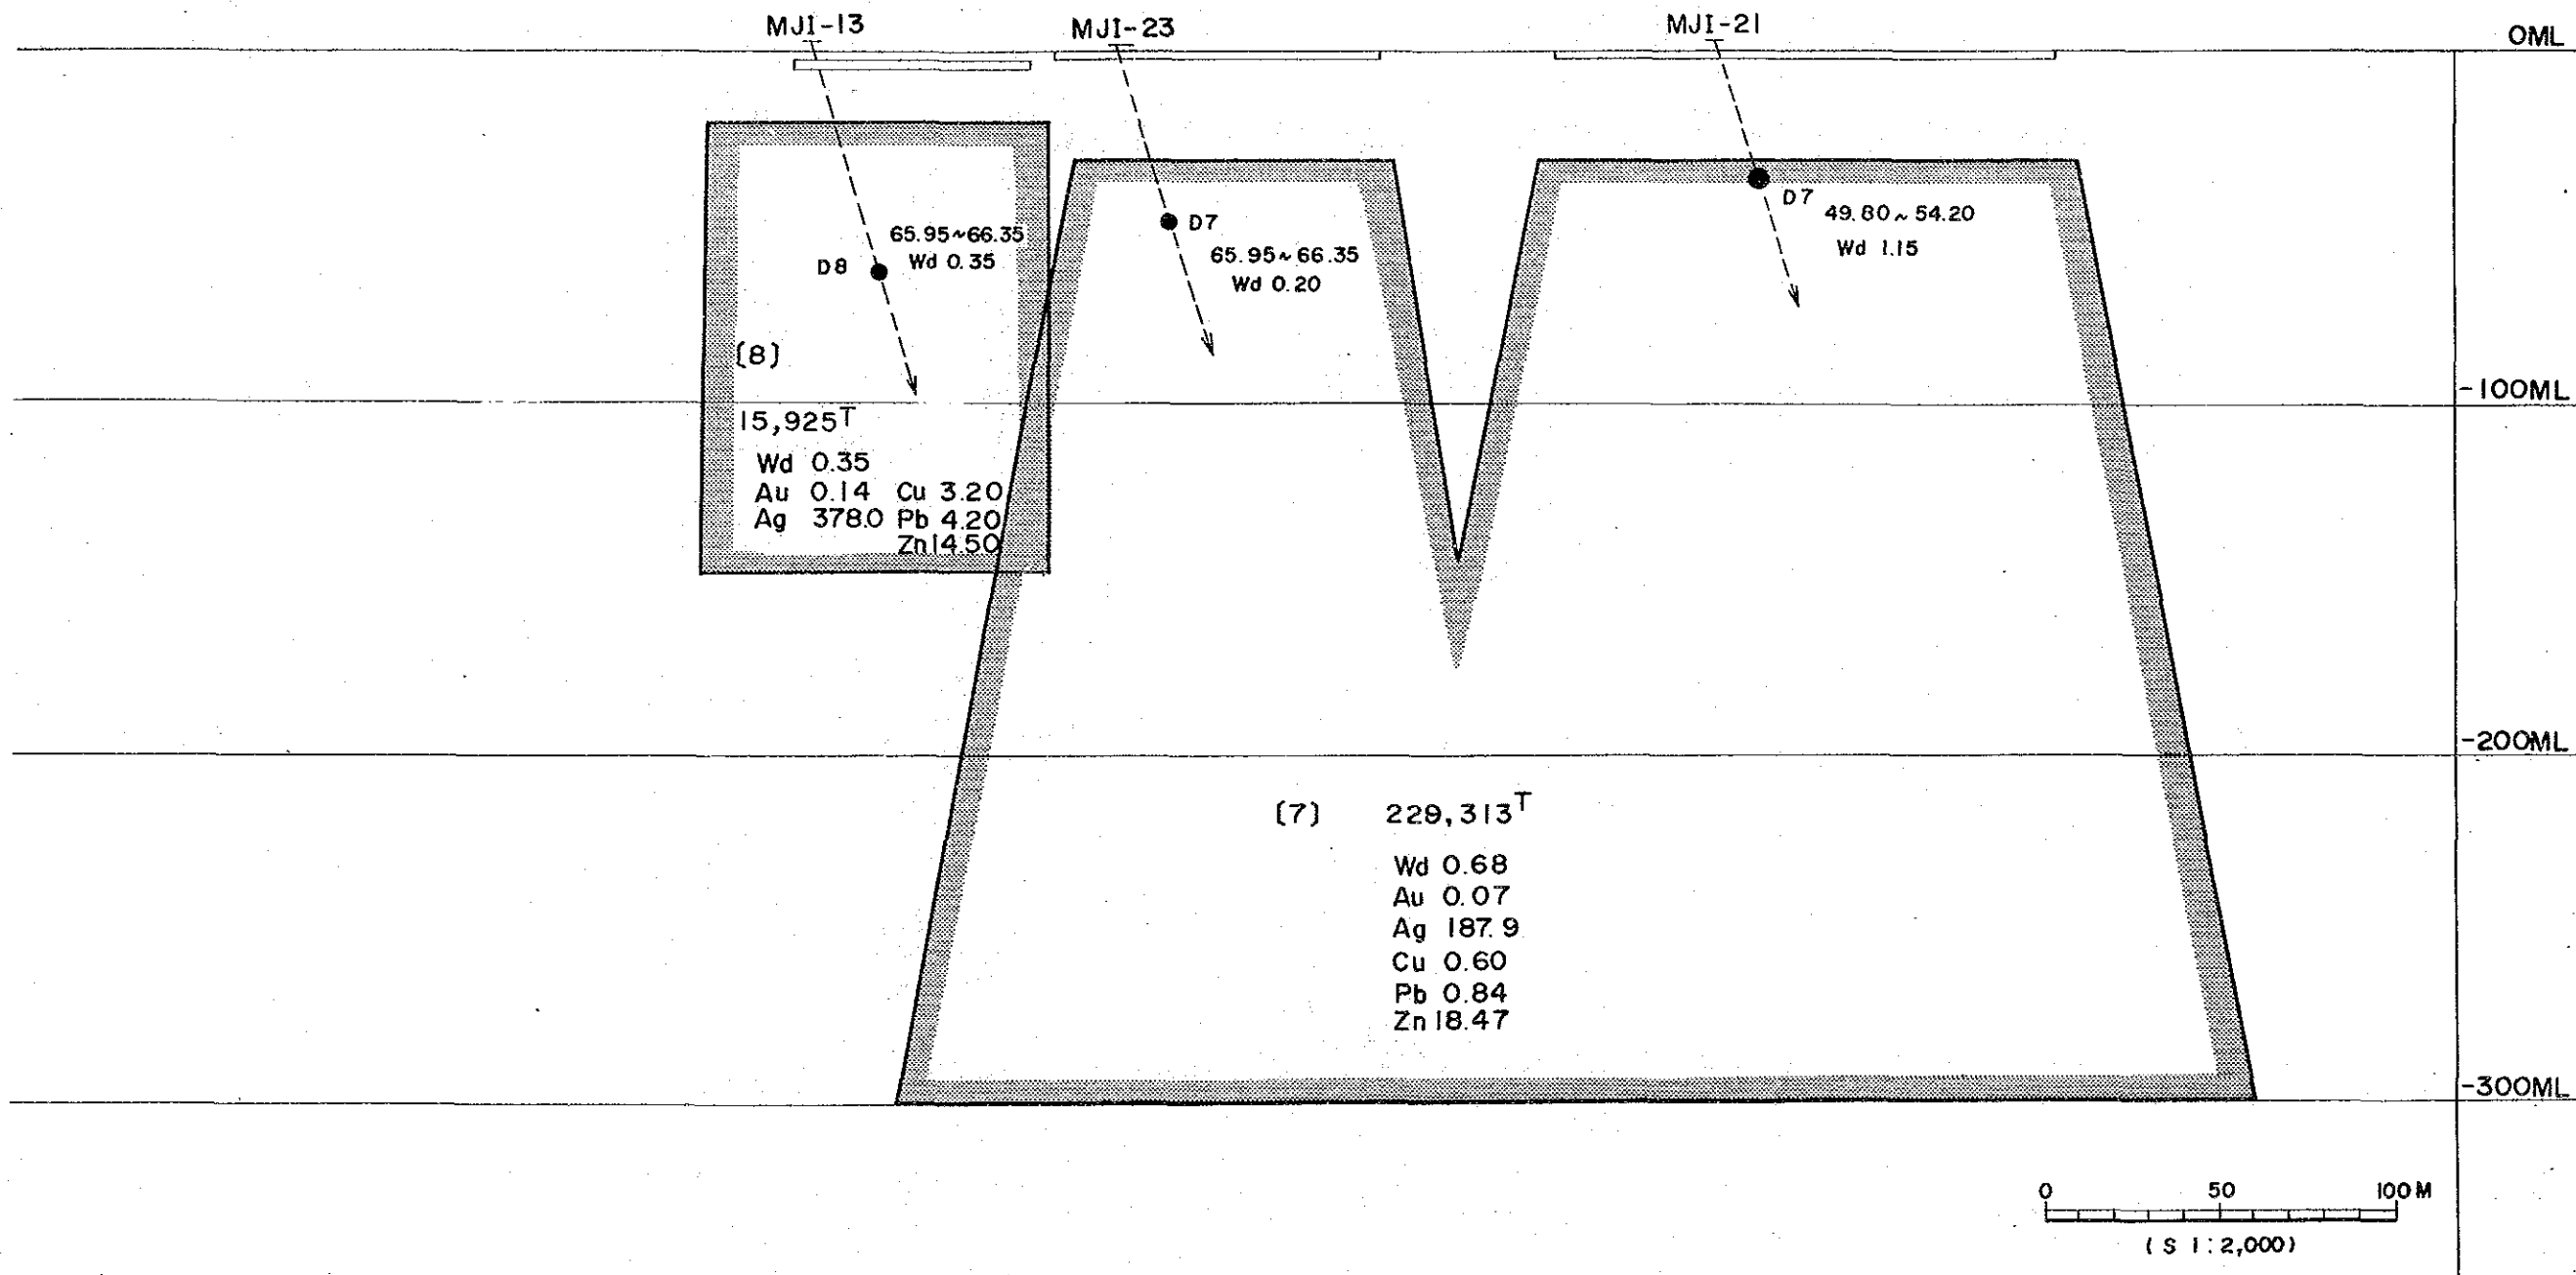 MJI-13
MJI-23
MJI-21
0ML
D8
65.95~66.35
Wd 0.35
D7
65.95~66.35
Wd 0.20
D7
49.80~54.20
Wd 1.15
(8)
-100ML
15,925T
Wd 0.35
Au 0.14 Cu 3.20
Ag 378.0 Pb 4.20
Zn 14.50
-200ML
(7) 229,313T
Wd 0.68
Au 0.07
Ag 187.9
Cu 0.60
Pb 0.84
Zn 18.47
-300ML
0 50 100M
(S 1:2,000)